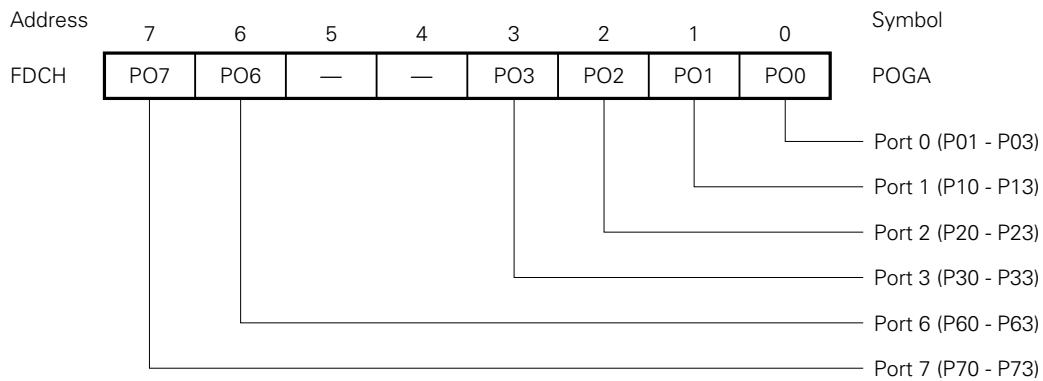 Address 7 6 5 4 3 2 1 0 Symbol
FDCH PO7 PO6 — — PO3 PO2 PO1 PO0 POGA
Port 0 (P01 - P03)
Port 1 (P10 - P13)
Port 2 (P20 - P23)
Port 3 (P30 - P33)
Port 6 (P60 - P63)
Port 7 (P70 - P73)